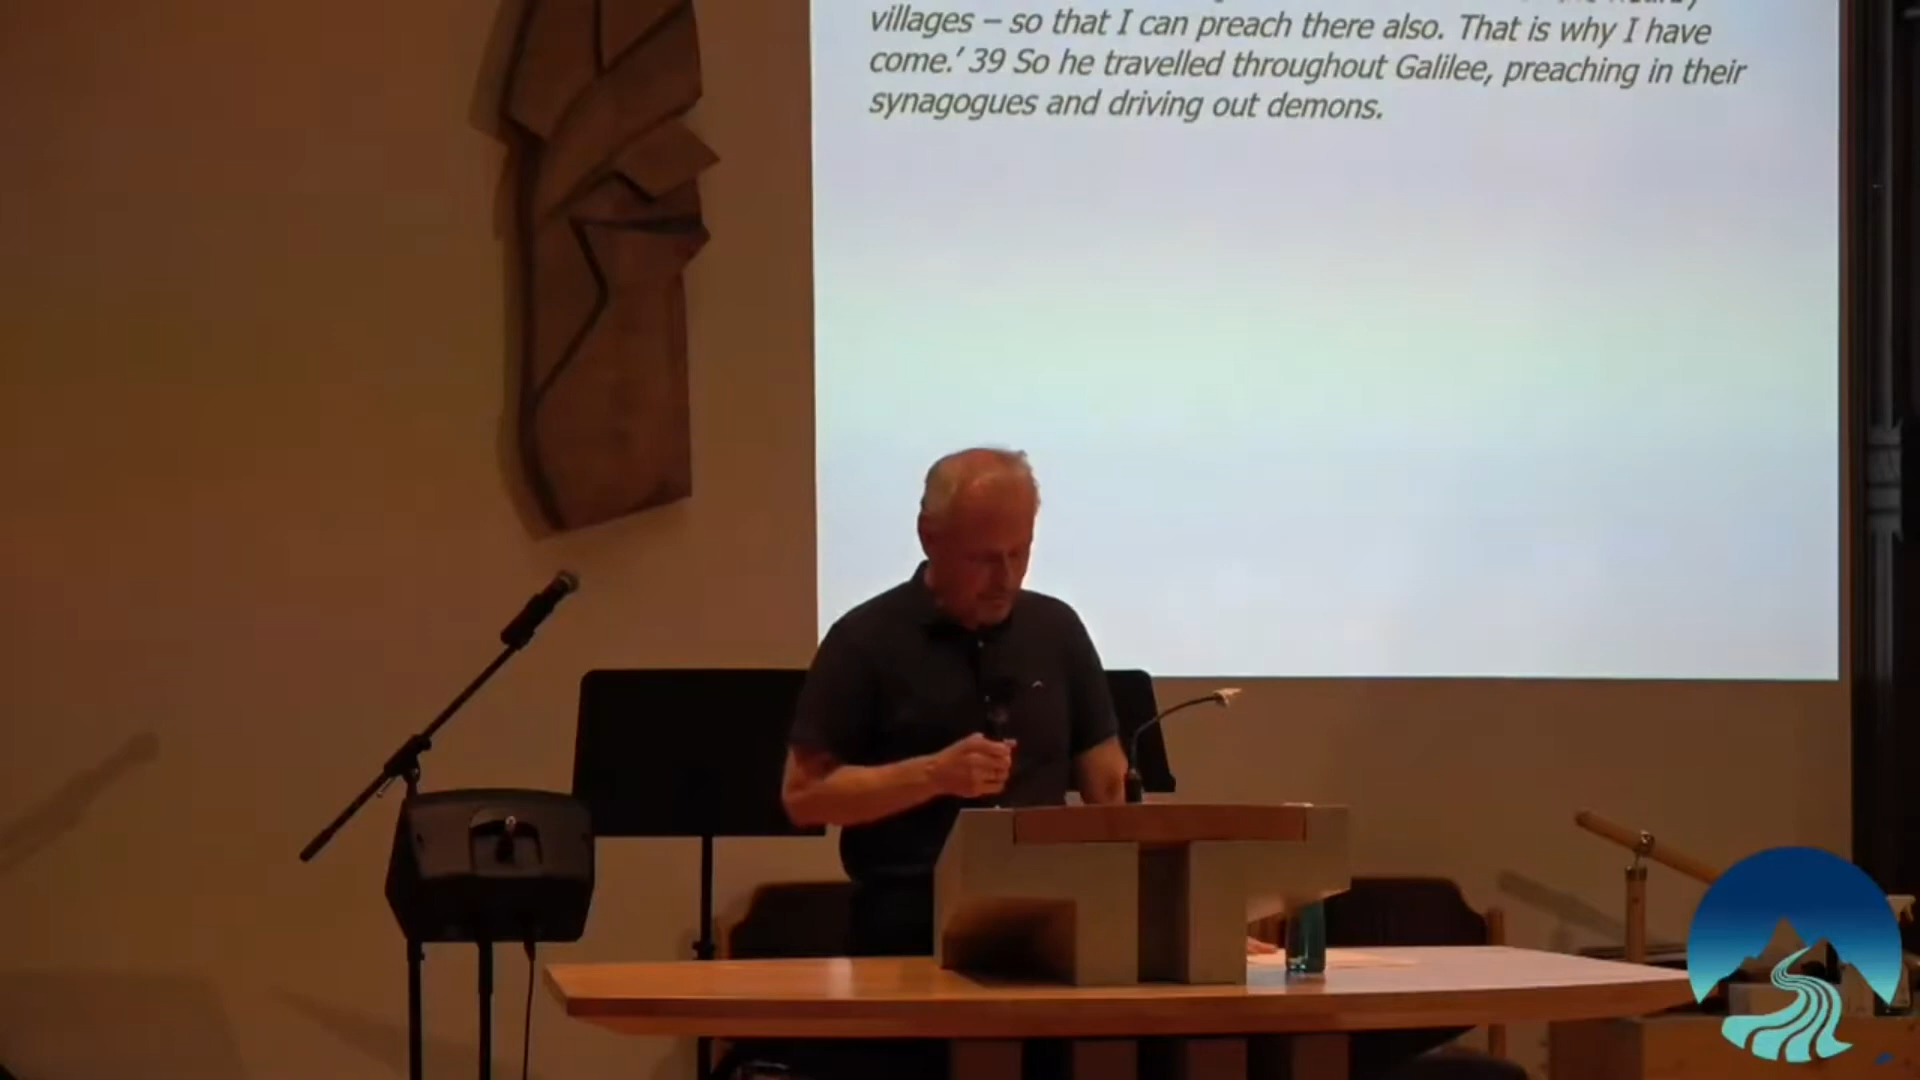 villages – so that I can preach there also. That is why I have
come.’ 39 So he travelled throughout Galilee, preaching in their
synagogues and driving out demons.